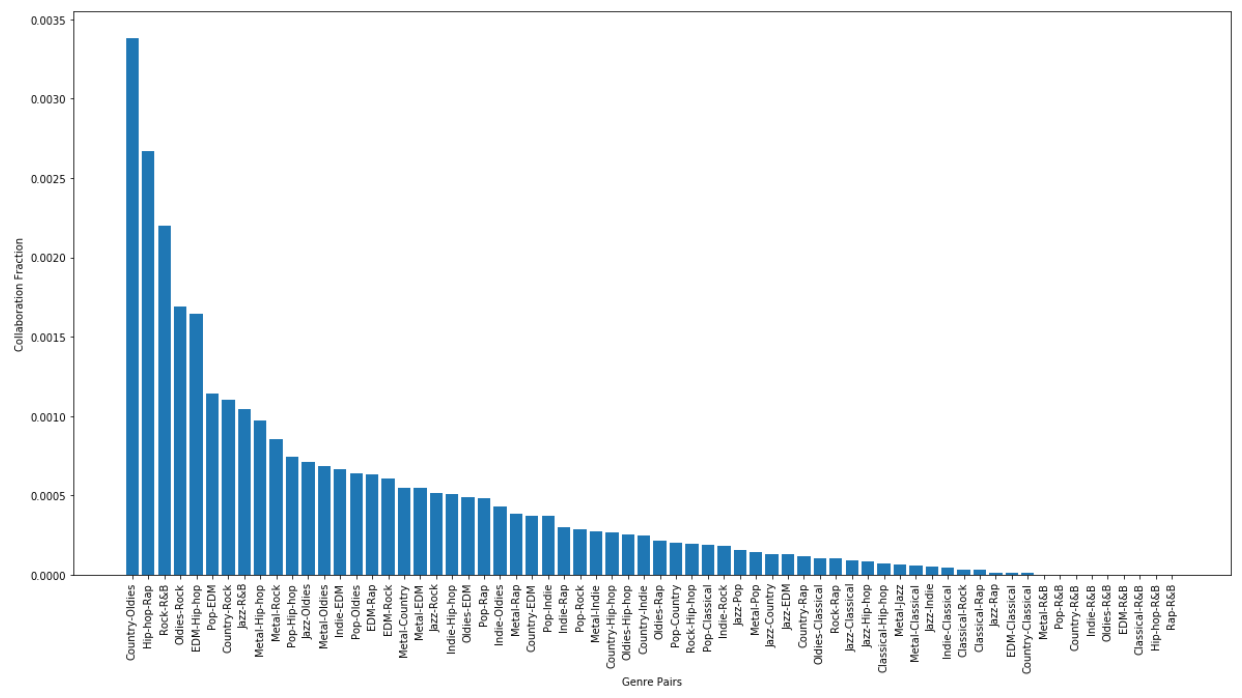 0.0035
0.0030
0.0025
0.0020
0.0015
0.0010
0.0005
0.0000
Collaboration Fraction
Country-Oldies
Hip-hop-Rap
Rock-R&B
Oldies-Rock
EDM-Hip-hop
Pop-EDM
Country-Rock
Jazz-R&B
Metal-Hip-hop
Metal-Rock
Pop-Hip-hop
Jazz-Oldies
Metal-Oldies
Indie-EDM
Pop-Oldies
EDM-Rap
EDM-Rock
Metal-Country
Metal-EDM
Jazz-Rock
Indie-Hip-hop
Oldies-EDM
Pop-Rap
Indie-Oldies
Metal-Rap
Country-EDM
Pop-Indie
Indie-Rap
Pop-Rock
Metal-Indie
Country-Hip-hop
Oldies-Hip-hop
Country-Indie
Oldies-Rap
Pop-Country
Rock-Hip-hop
Pop-Classical
Indie-Rock
Jazz-Pop
Metal-Pop
Jazz-Country
Jazz-EDM
Country-Rap
Oldies-Classical
Rock-Rap
Jazz-Classical
Jazz-Hip-hop
Classical-Hip-hop
Metal-Jazz
Metal-Classical
Jazz-Indie
Indie-Classical
Classical-Rock
Classical-Rap
Jazz-Rap
EDM-Classical
Country-Classical
Metal-R&B
Pop-R&B
Country-R&B
Indie-R&B
Oldies-R&B
EDM-R&B
Classical-R&B
Hip-hop-R&B
Rap-R&B
Genre Pairs